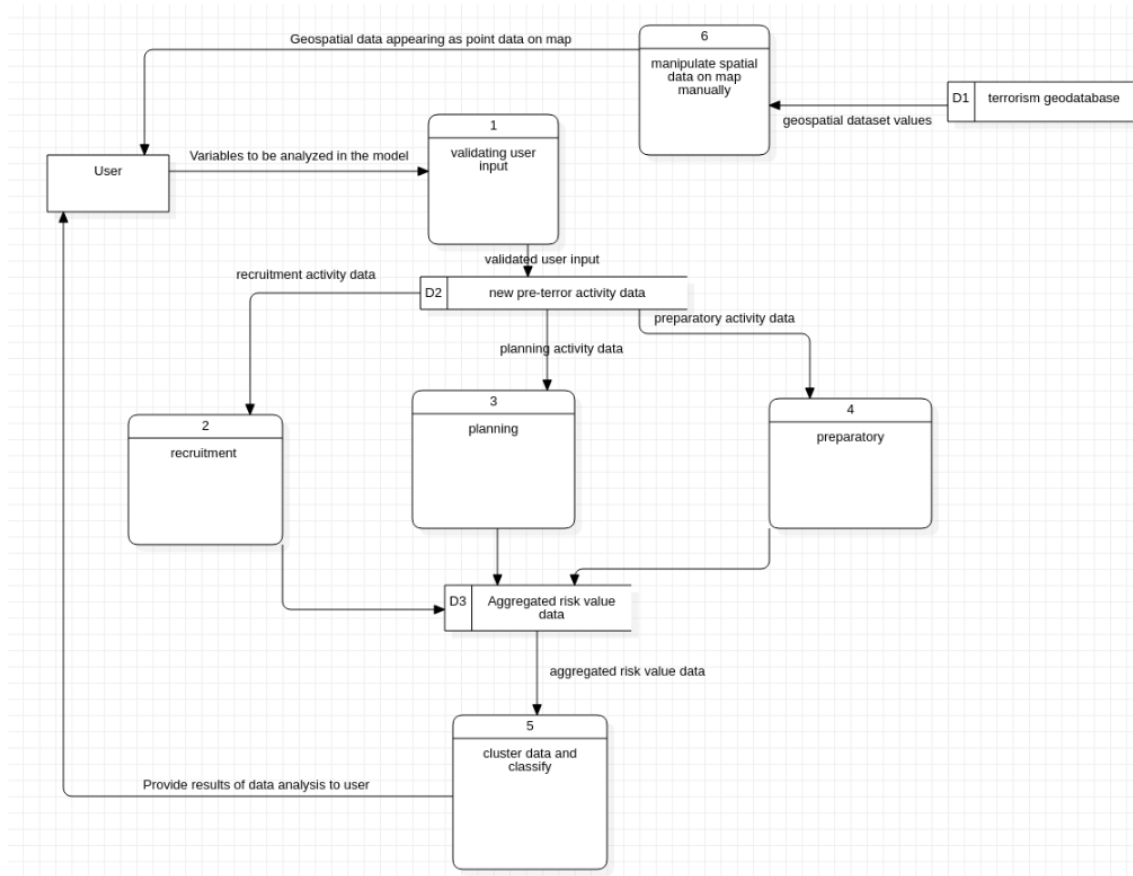 Geospatial data appearing as point data on map
6
manipulate spatial
data on map
manually
D1
terrorism geodatabase
geospatial dataset values
1
validating user
input
Variables to be analyzed in the model
User
validated user input
recruitment activity data
D2
new pre-terror activity data
preparatory activity data
planning activity data
2
recruitment
3
planning
4
preparatory
D3
Aggregated risk value
data
aggregated risk value data
5
cluster data and
classify
Provide results of data analysis to user